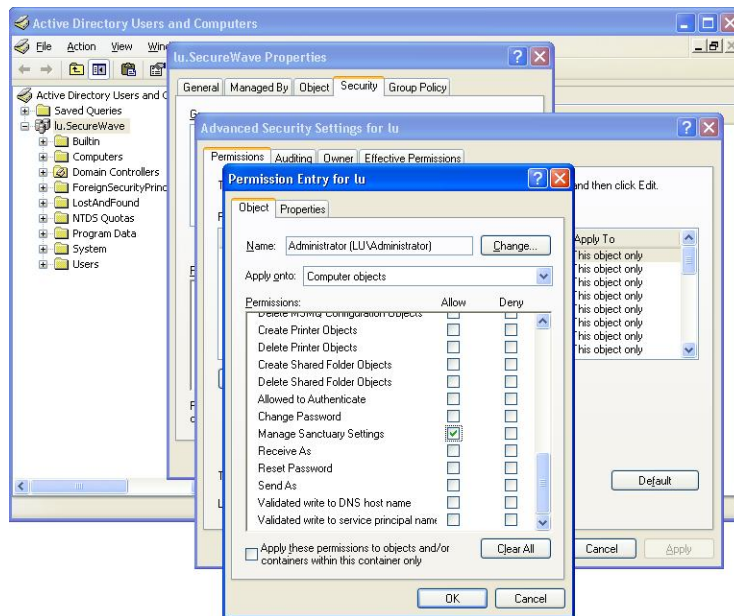 Active Directory Users and Computers
File Action View
lu.SecureWave Properties
General Managed By Object Security Group Policy
Active Directory Users and
Saved Queries
lu.SecureWave
Builtin
Computers
Domain Controllers
ForeignSecurityPrinc
LostAndFound
NTDS Quotas
Program Data
System
Users
Advanced Security Settings for lu
Permissions Auditing Owner Effective Permissions
and then click Edit.
Apply To
This object only
This object only
This object only
This object only
This object only
This object only
This object only
Default
Cancel Apply
Permission Entry for lu
Object Properties
Name: Administrator (LU\Administrator) Change...
Apply onto: Computer objects
Permissions: Allow Deny
Delete MSMQ Configuration Objects
Create Printer Objects
Delete Printer Objects
Create Shared Folder Objects
Delete Shared Folder Objects
Allowed to Authenticate
Change Password
Manage Sanctuary Settings
Receive As
Reset Password
Send As
Validated write to DNS host name
Validated write to service principal name
Apply these permissions to objects and/or
containers within this container only
Clear All
OK Cancel